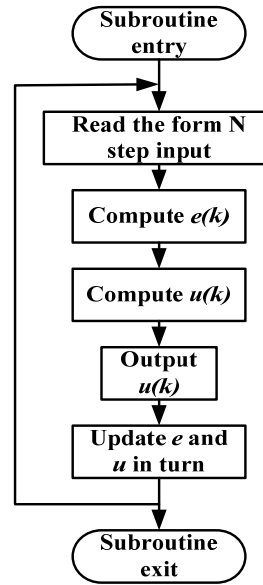 Subroutine
entry
Read the form N
step input
Compute e(k)
Compute u(k)
Output
u(k)
Update e and
u in turn
Subroutine
exit